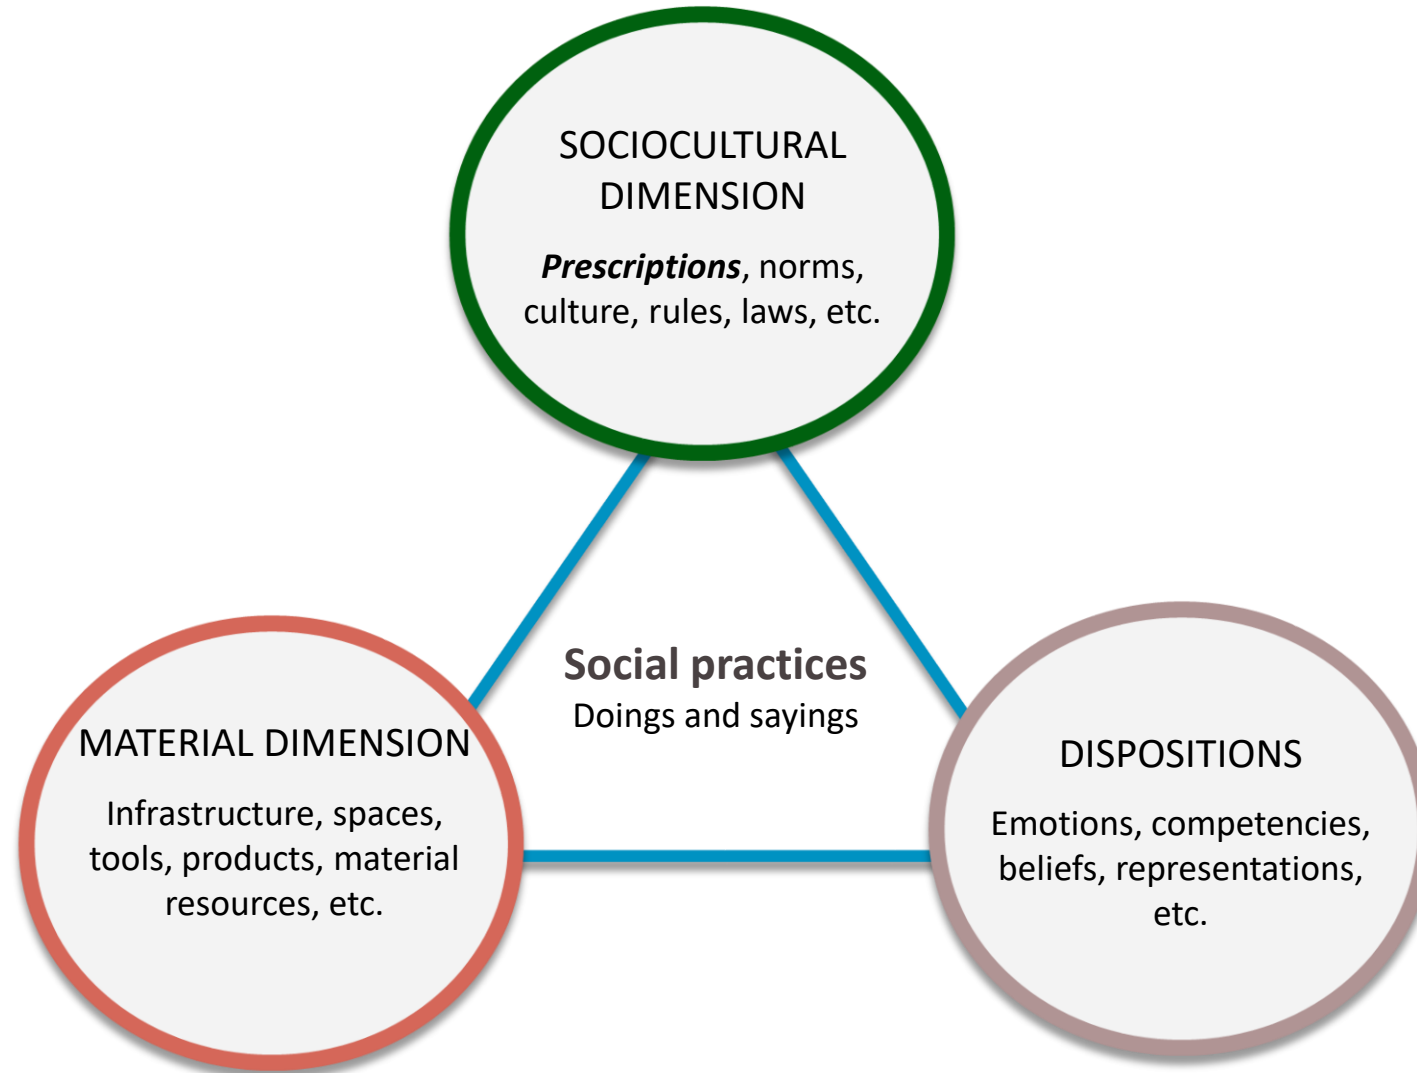 SOCIOCULTURAL
DIMENSION
Prescriptions, norms,
culture, rules, laws, etc.
Social practices
Doings and sayings
MATERIAL DIMENSION
Infrastructure, spaces,
tools, products, material
resources, etc.
DISPOSITIONS
Emotions, competencies,
beliefs, representations,
etc.